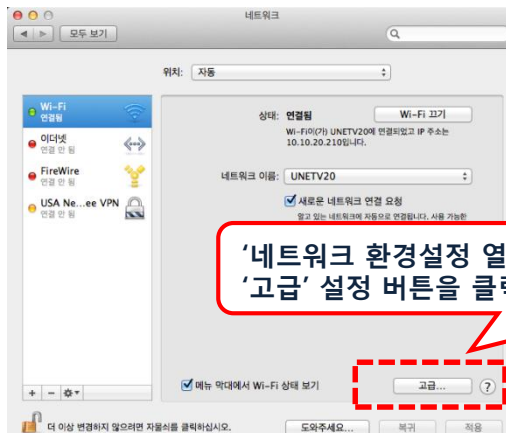 네트워크
모두 보기
위치: 자동
Wi-Fi
연결됨
이더넷
연결 안 됨
FireWire
연결 안 됨
USA Ne...ee VPN
연결 안 됨
상태: 연결됨
Wi-Fi 끄기
Wi-Fi이(가) UNETV20에 연결되었고 IP 주소는
10.10.20.210입니다.
네트워크 이름: UNETV20
새로운 네트워크 연결 요청
알고 있는 네트워크에 자동으로 연결됩니다. 사용 가능한
‘네트워크 환경설정 열
‘고급’ 설정 버튼을 클릭
메뉴 막대에서 Wi-Fi 상태 보기
고급... ?
+ −
더 이상 변경하지 않으려면 자물쇠를 클릭하십시오.
도와주세요... 복귀 적용